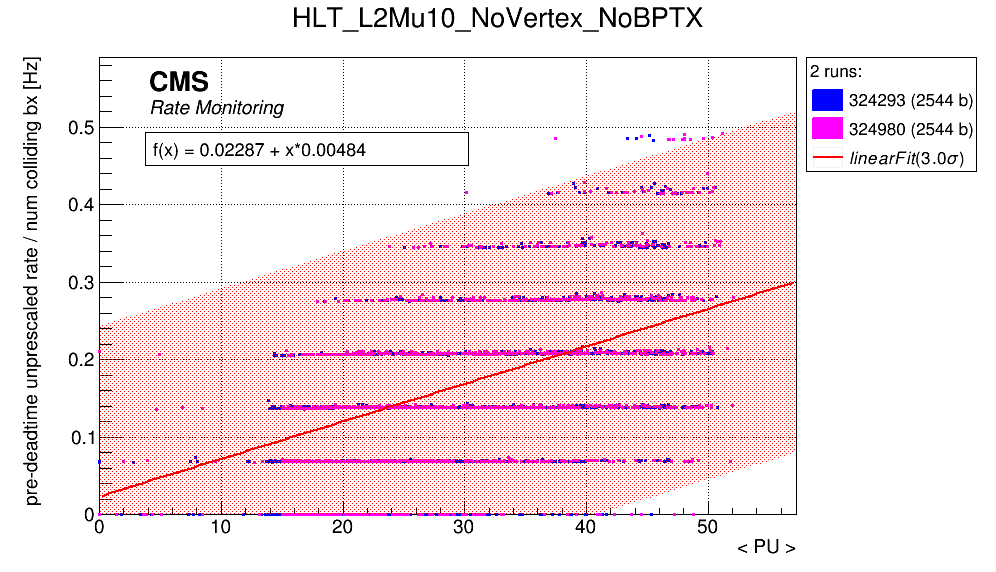 HLT_L2Mu10_NoVertex_NoBPTX
pre-deadtime unprescaled rate / num colliding bx [Hz]
CMS
Rate Monitoring
f(x) = 0.02287 + x*0.00484
2 runs:
324293 (2544 b)
324980 (2544 b)
linearFit(3.0σ)
0.5
0.4
0.3
0.2
0.1
0
0 10 20 30 40 50
< PU >